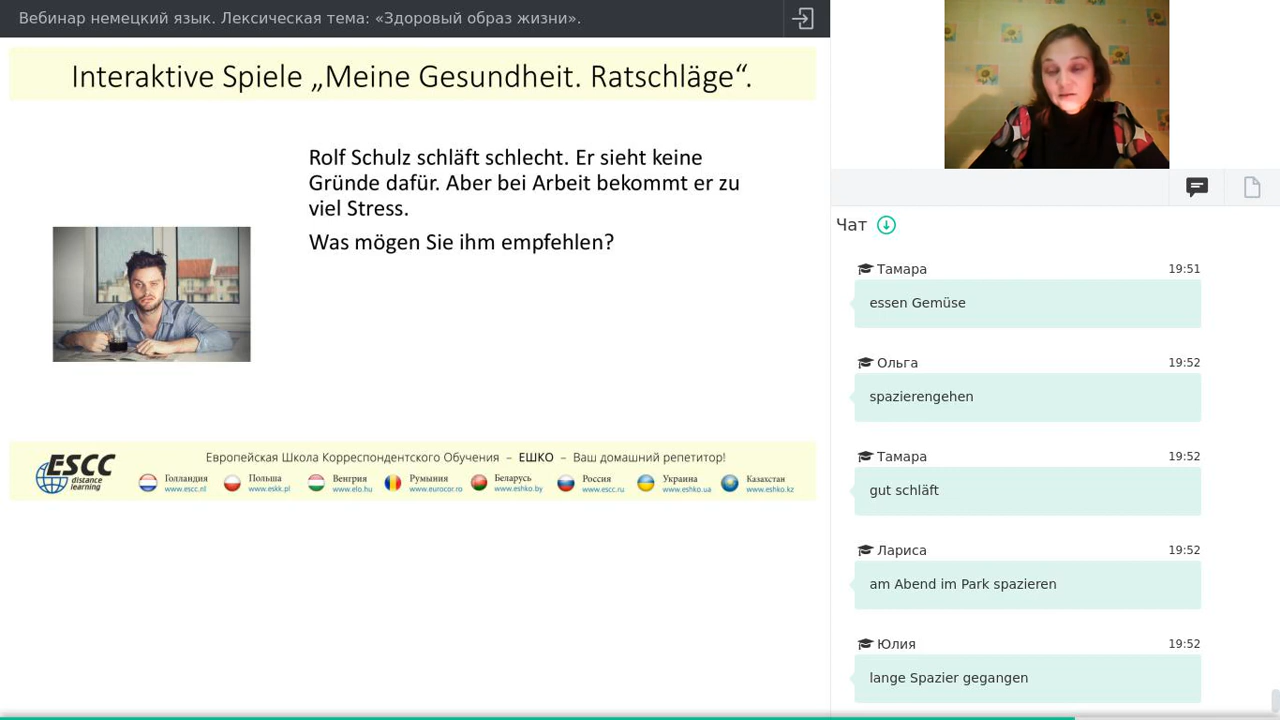 Вебинар немецкий язык. Лексическая тема: «Здоровый образ жизни».
Interaktive Spiele „Meine Gesundheit. Ratschläge“.
Rolf Schulz schläft schlecht. Er sieht keine
Gründe dafür. Aber bei Arbeit bekommt er zu
viel Stress.
Was mögen Sie ihm empfehlen?
ESCC
distance
learning
Европейская Школа Корреспондентского Обучения – ЕШКО – Ваш домашний репетитор!
Голландия
www.escc.nl
Польша
www.eskk.pl
Венгрия
www.elo.hu
Румыния
www.eurocor.ro
Беларусь
www.eshko.by
Россия
www.escc.ru
Украина
www.eshko.ua
Казахстан
www.eshko.kz
Чат
Тамара 19:51
essen Gemüse
Ольга 19:52
spazierengehen
Тамара 19:52
gut schläft
Лариса 19:52
am Abend im Park spazieren
Юлия 19:52
lange Spazier gegangen